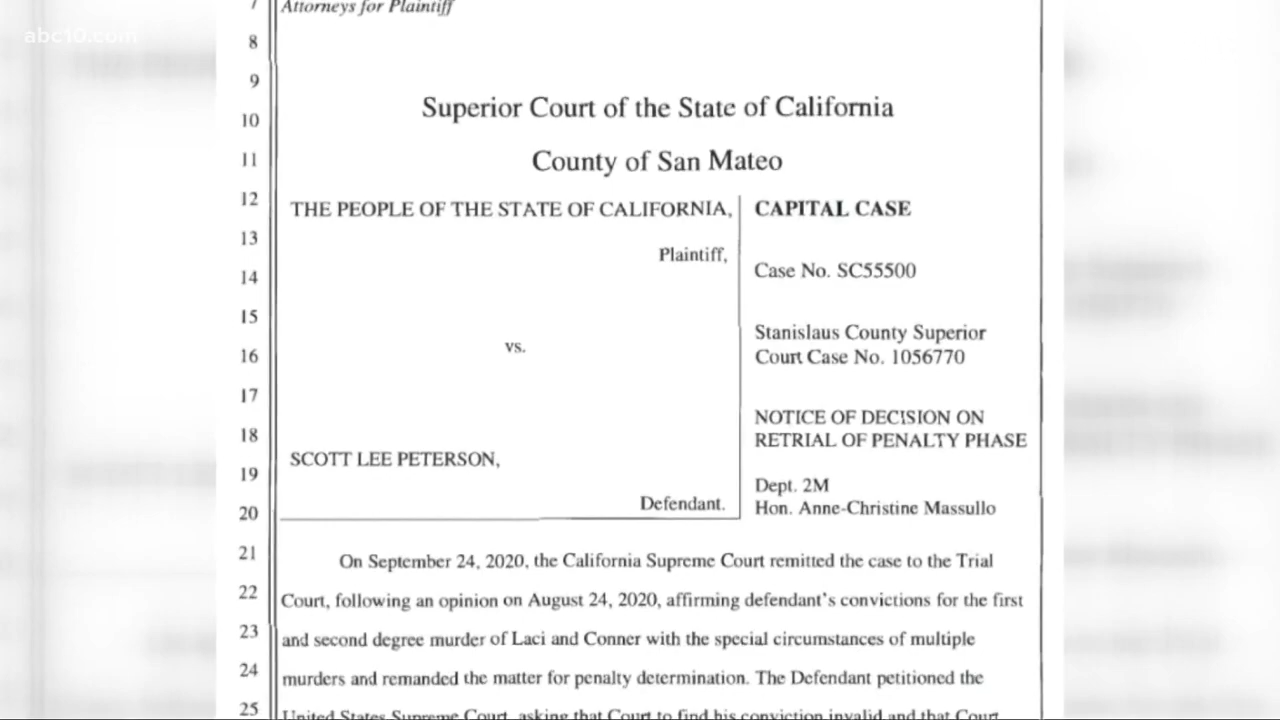 abc10.com
7 Attorneys for Plaintiff
8
9
Superior Court of the State of California
10
County of San Mateo
11
12 THE PEOPLE OF THE STATE OF CALIFORNIA, CAPITAL CASE
13
Plaintiff,
Case No. SC55500
14
15
Stanislaus County Superior
vs.
16 Court Case No. 1056770
17
NOTICE OF DECISION ON
18 RETRIAL OF PENALTY PHASE
SCOTT LEE PETERSON,
19
Dept. 2M
Defendant.
20 Hon. Anne-Christine Massullo
21 On September 24, 2020, the California Supreme Court remitted the case to the Trial
22 Court, following an opinion on August 24, 2020, affirming defendant's convictions for the first
23 and second degree murder of Laci and Conner with the special circumstances of multiple
24 murders and remanded the matter for penalty determination. The Defendant petitioned the
25 United States Supreme Court, asking that Court to find his conviction invalid and that Court